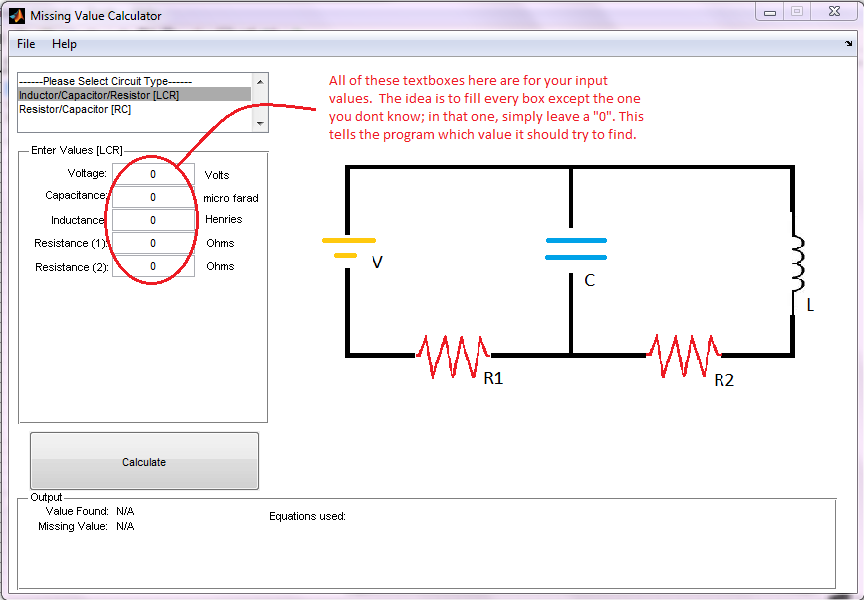 Missing Value Calculator
File Help
------Please Select Circuit Type------
Inductor/Capacitor/Resistor [LCR]
Resistor/Capacitor [RC]
All of these textboxes here are for your input
values. The idea is to fill every box except the one
you dont know; in that one, simply leave a "0". This
tells the program which value it should try to find.
Enter Values [LCR]
Voltage: 0 Volts
Capacitance: 0 micro farad
Inductance 0 Henries
Resistance (1): 0 Ohms
Resistance (2): 0 Ohms
V
C
L
R1
R2
Calculate
Output
Value Found: N/A
Missing Value: N/A
Equations used: